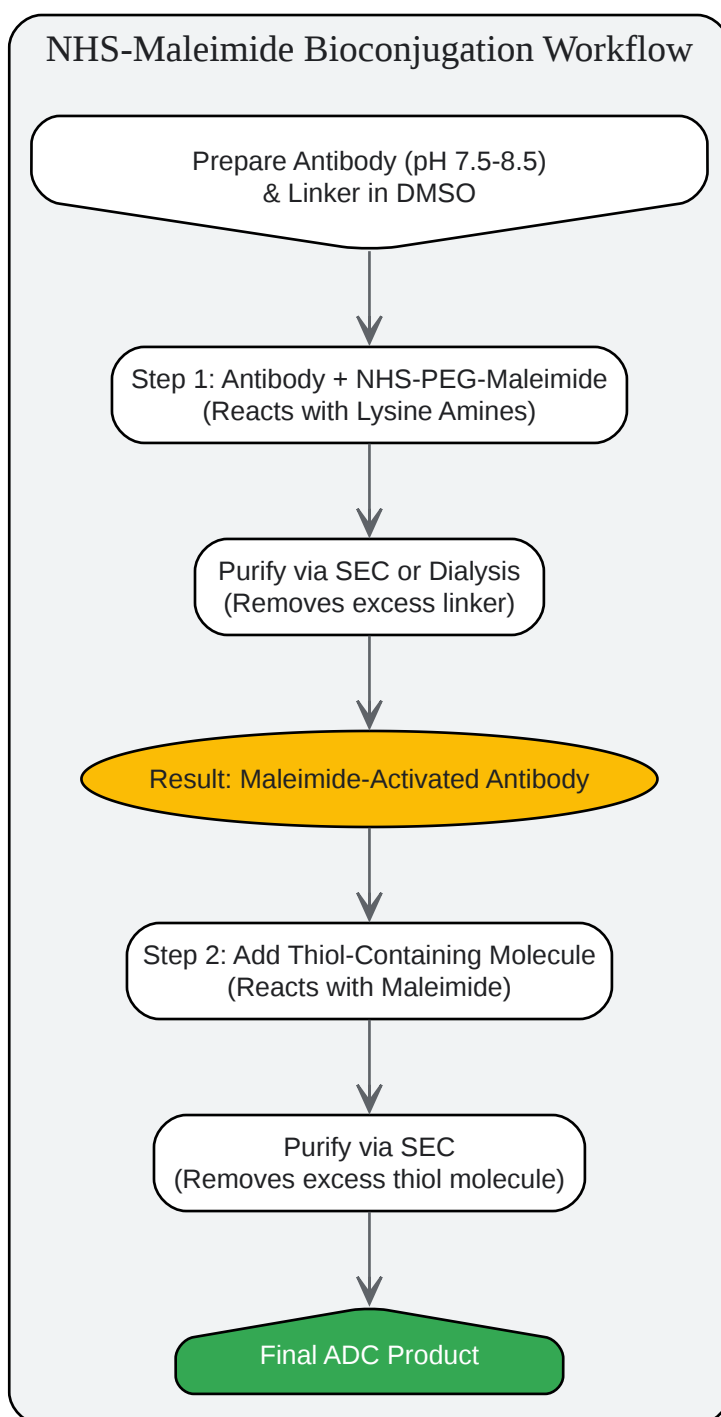 NHS-Maleimide Bioconjugation Workflow
Prepare Antibody (pH 7.5-8.5)
& Linker in DMSO
Step 1: Antibody + NHS-PEG-Maleimide
(Reacts with Lysine Amines)
Purify via SEC or Dialysis
(Removes excess linker)
Result: Maleimide-Activated Antibody
Step 2: Add Thiol-Containing Molecule
(Reacts with Maleimide)
Purify via SEC
(Removes excess thiol molecule)
Final ADC Product